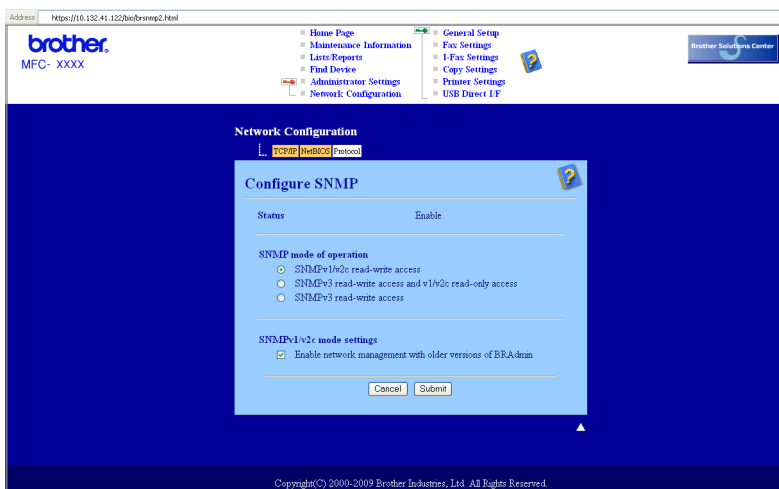 Address https://10.132.41.122/bio/brsnmp2.html
brother.
MFC- XXXX
Home Page
Maintenance Information
Lists/Reports
Find Device
Administrator Settings
Network Configuration
General Setup
Fax Settings
I-Fax Settings
Copy Settings
Printer Settings
USB Direct I/F
Brother Solutions Center
Network Configuration
TCP/IP NetBIOS Protocol
Configure SNMP
Status Enable
SNMP mode of operation
SNMPv1/v2c read-write access
SNMPv3 read-write access and v1/v2c read-only access
SNMPv3 read-write access
SNMPv1/v2c mode settings
Enable network management with older versions of BRAdmin
Cancel Submit
Copyright(C) 2000-2009 Brother Industries, Ltd. All Rights Reserved.